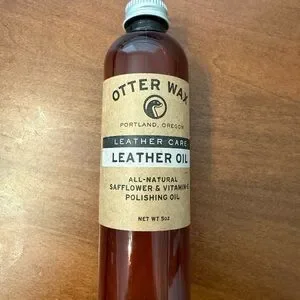 OTTER WAX
PORTLAND, OREGON
LEATHER CARE
LEATHER OIL
ALL-NATURAL
SAFFLOWER & VITAMIN-E
POLISHING OIL
NET WT 5oz